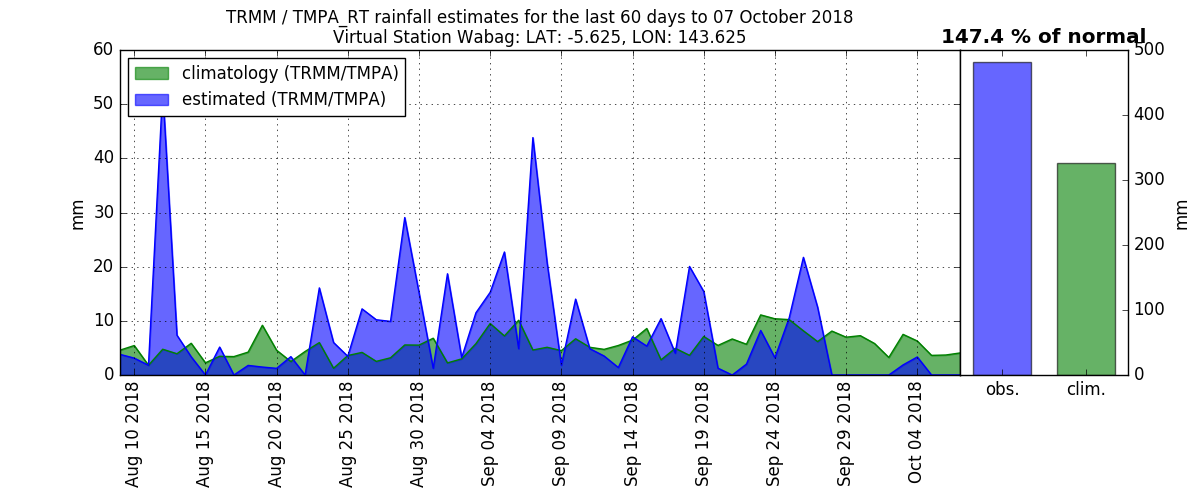 TRMM / TMPA_RT rainfall estimates for the last 60 days to 07 October 2018
Virtual Station Wabag: LAT: -5.625, LON: 143.625
147.4 % of normal
climatology (TRMM/TMPA)
estimated (TRMM/TMPA)
60
50
40
30
20
10
0
mm
Aug 10 2018
Aug 15 2018
Aug 20 2018
Aug 25 2018
Aug 30 2018
Sep 04 2018
Sep 09 2018
Sep 14 2018
Sep 19 2018
Sep 24 2018
Sep 29 2018
Oct 04 2018
500
400
300
200
100
0
mm
obs.
clim.